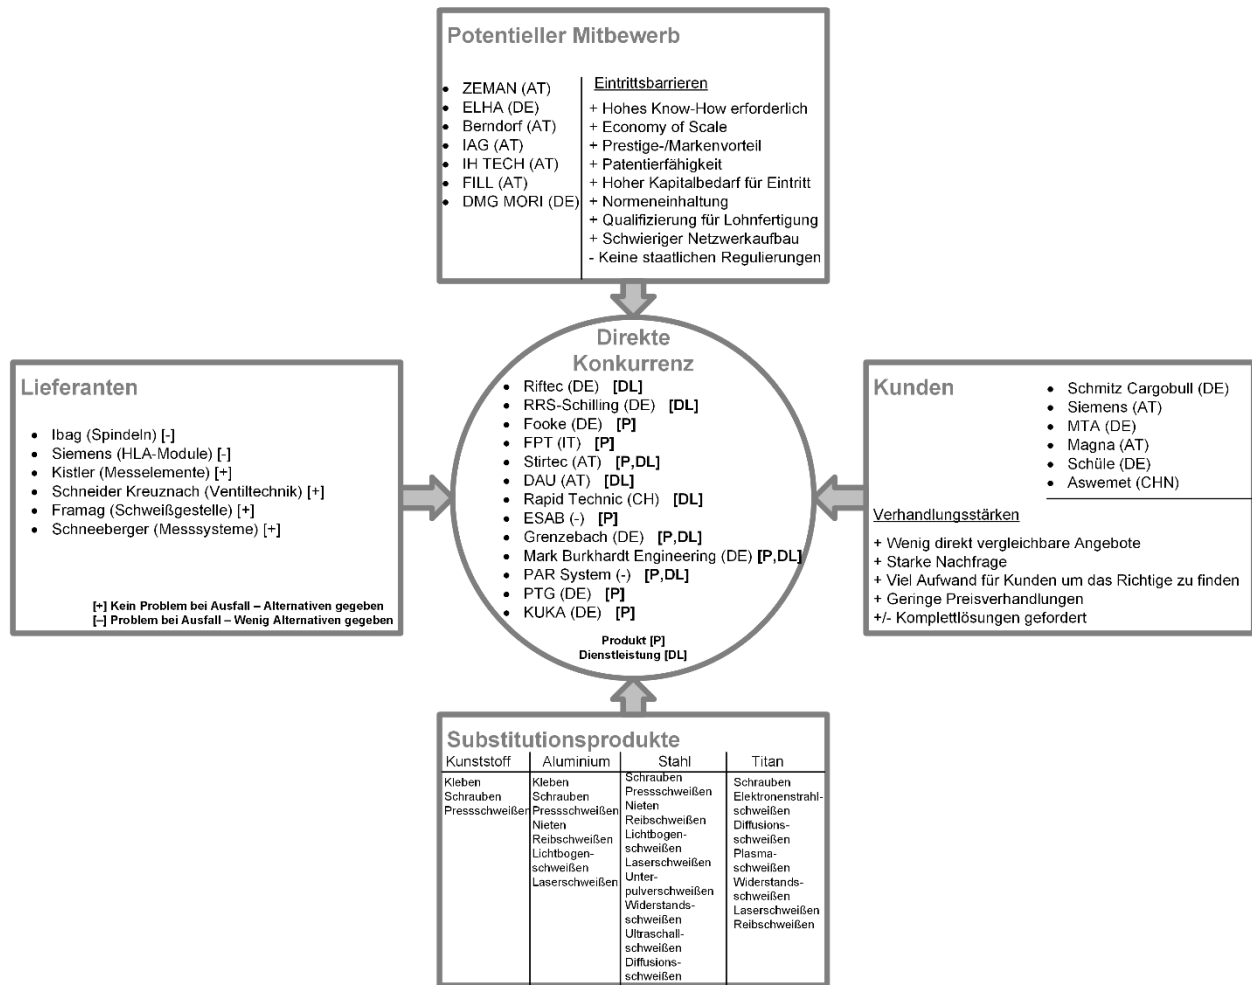 Potentieller Mitbewerb
• ZEMAN (AT)
• ELHA (DE)
• Berndorf (AT)
• IAG (AT)
• IH TECH (AT)
• FILL (AT)
• DMG MORI (DE)
Eintrittsbarrieren
+ Hohes Know-How erforderlich
+ Economy of Scale
+ Prestige-/Markenvorteil
+ Patentierfähigkeit
+ Hoher Kapitalbedarf für Eintritt
+ Normeneinhaltung
+ Qualifizierung für Lohnfertigung
+ Schwieriger Netzwerkaufbau
- Keine staatlichen Regulierungen
Lieferanten
• Ibag (Spindeln) [-]
• Siemens (HLA-Module) [-]
• Kistler (Messelemente) [+]
• Schneider Kreuznach (Ventiltechnik) [+]
• Framag (Schweißgestelle) [+]
• Schneeberger (Messsysteme) [+]
[+] Kein Problem bei Ausfall – Alternativen gegeben
[–] Problem bei Ausfall – Wenig Alternativen gegeben
Direkte
Konkurrenz
• Riftec (DE) [DL]
• RRS-Schilling (DE) [DL]
• Fooke (DE) [P]
• FPT (IT) [P]
• Stirtec (AT) [P,DL]
• DAU (AT) [DL]
• Rapid Technic (CH) [DL]
• ESAB (-) [P]
• Grenzebach (DE) [P,DL]
• Mark Burkhardt Engineering (DE) [P,DL]
• PAR System (-) [P,DL]
• PTG (DE) [P]
• KUKA (DE) [P]
Produkt [P]
Dienstleistung [DL]
Kunden
• Schmitz Cargobull (DE)
• Siemens (AT)
• MTA (DE)
• Magna (AT)
• Schüle (DE)
• Aswemet (CHN)
Verhandlungsstärken
+ Wenig direkt vergleichbare Angebote
+ Starke Nachfrage
+ Viel Aufwand für Kunden um das Richtige zu finden
+ Geringe Preisverhandlungen
+/- Komplettlösungen gefordert
Substitutionsprodukte
Kunststoff
Kleben
Schrauben
Pressschweißen
Aluminium
Kleben
Schrauben
Pressschweißen
Nieten
Reibschweißen
Lichtbogen-
schweißen
Laserschweißen
Stahl
Schrauben
Pressschweißen
Nieten
Reibschweißen
Lichtbogen-
schweißen
Laserschweißen
Unter-
pulverschweißen
Widerstands-
schweißen
Ultraschall-
schweißen
Diffusions-
schweißen
Titan
Schrauben
Elektronenstrahl-
schweißen
Diffusions-
schweißen
Plasma-
schweißen
Widerstands-
schweißen
Laserschweißen
Reibschweißen